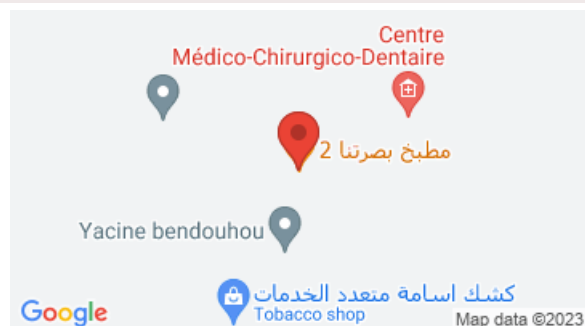 Centre
Médico-Chirurgico-Dentaire
مطبخ بصرتنا 2
Yacine bendouhou
كشك اسامة متعدد الخدمات
Tobacco shop
Google
Map data ©2023